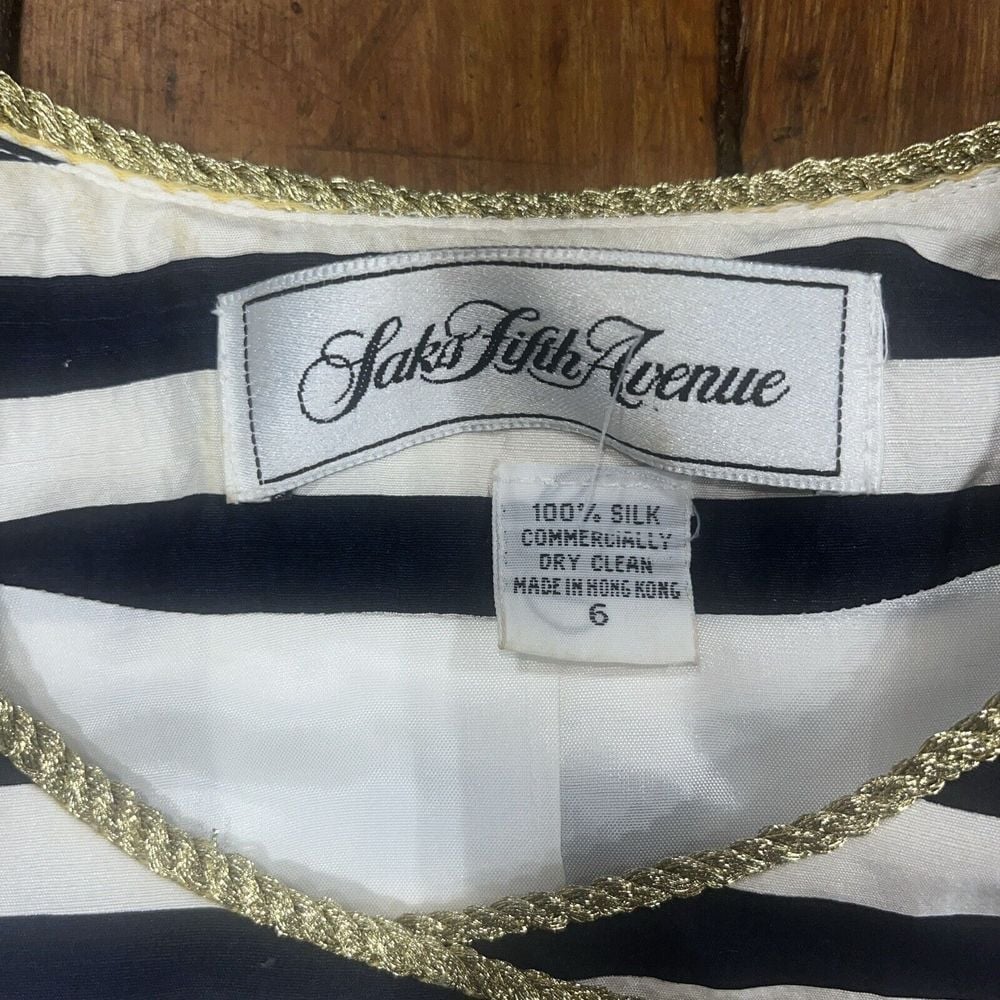 Saks Fifth Avenue
100% SILK
COMMERCIALLY
DRY CLEAN
MADE IN HONG KONG
6